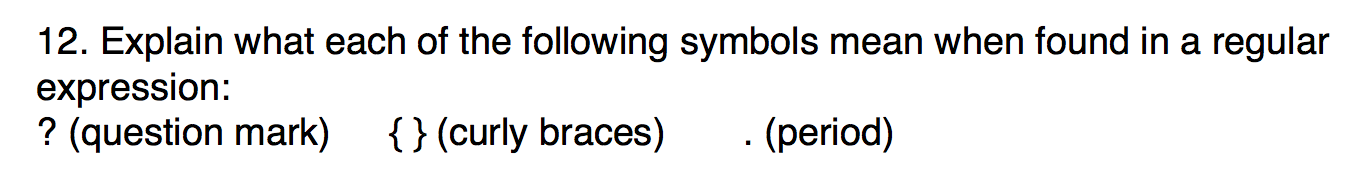 12. Explain what each of the following symbols mean when found in a regular
expression:
? (question mark) { } (curly braces) . (period)